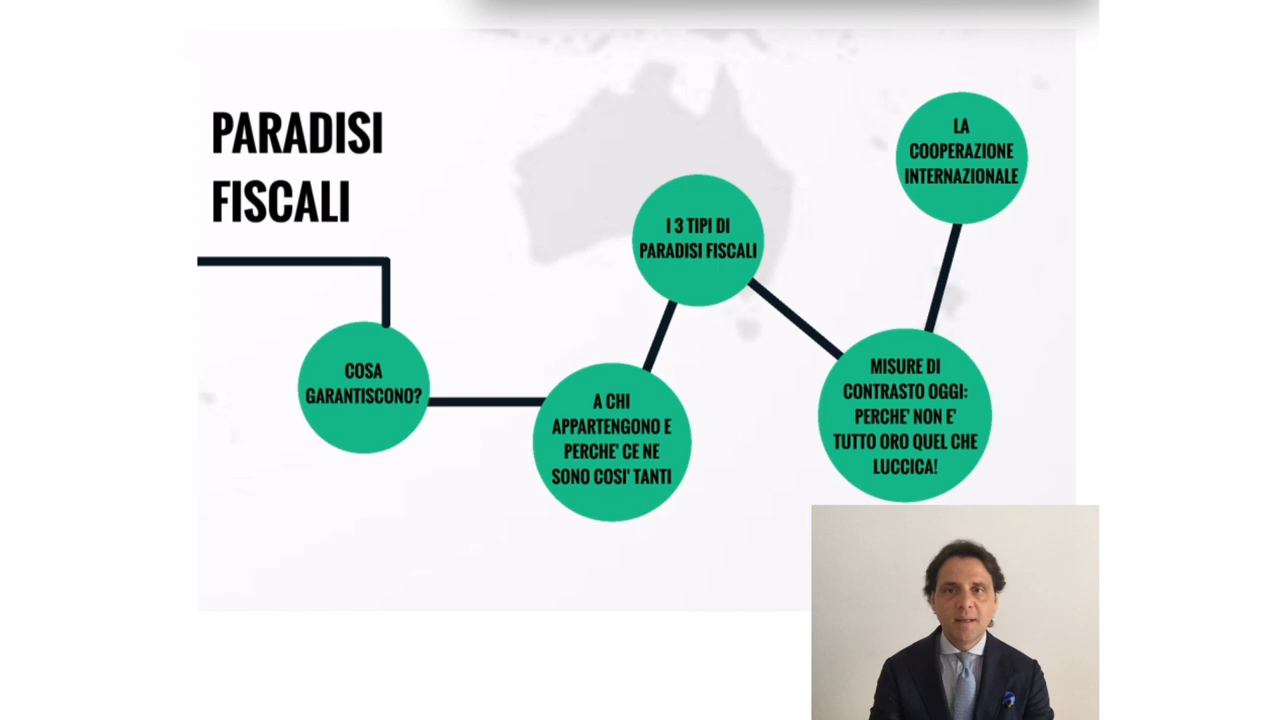 PARADISI
FISCALI
COSA
GARANTISCONO?
A CHI
APPARTENGONO E
PERCHE' CE NE
SONO COSI' TANTI
I 3 TIPI DI
PARADISI FISCALI
MISURE DI
CONTRASTO OGGI:
PERCHE' NON E'
TUTTO ORO QUEL CHE
LUCCICA!
LA
COOPERAZIONE
INTERNAZIONALE